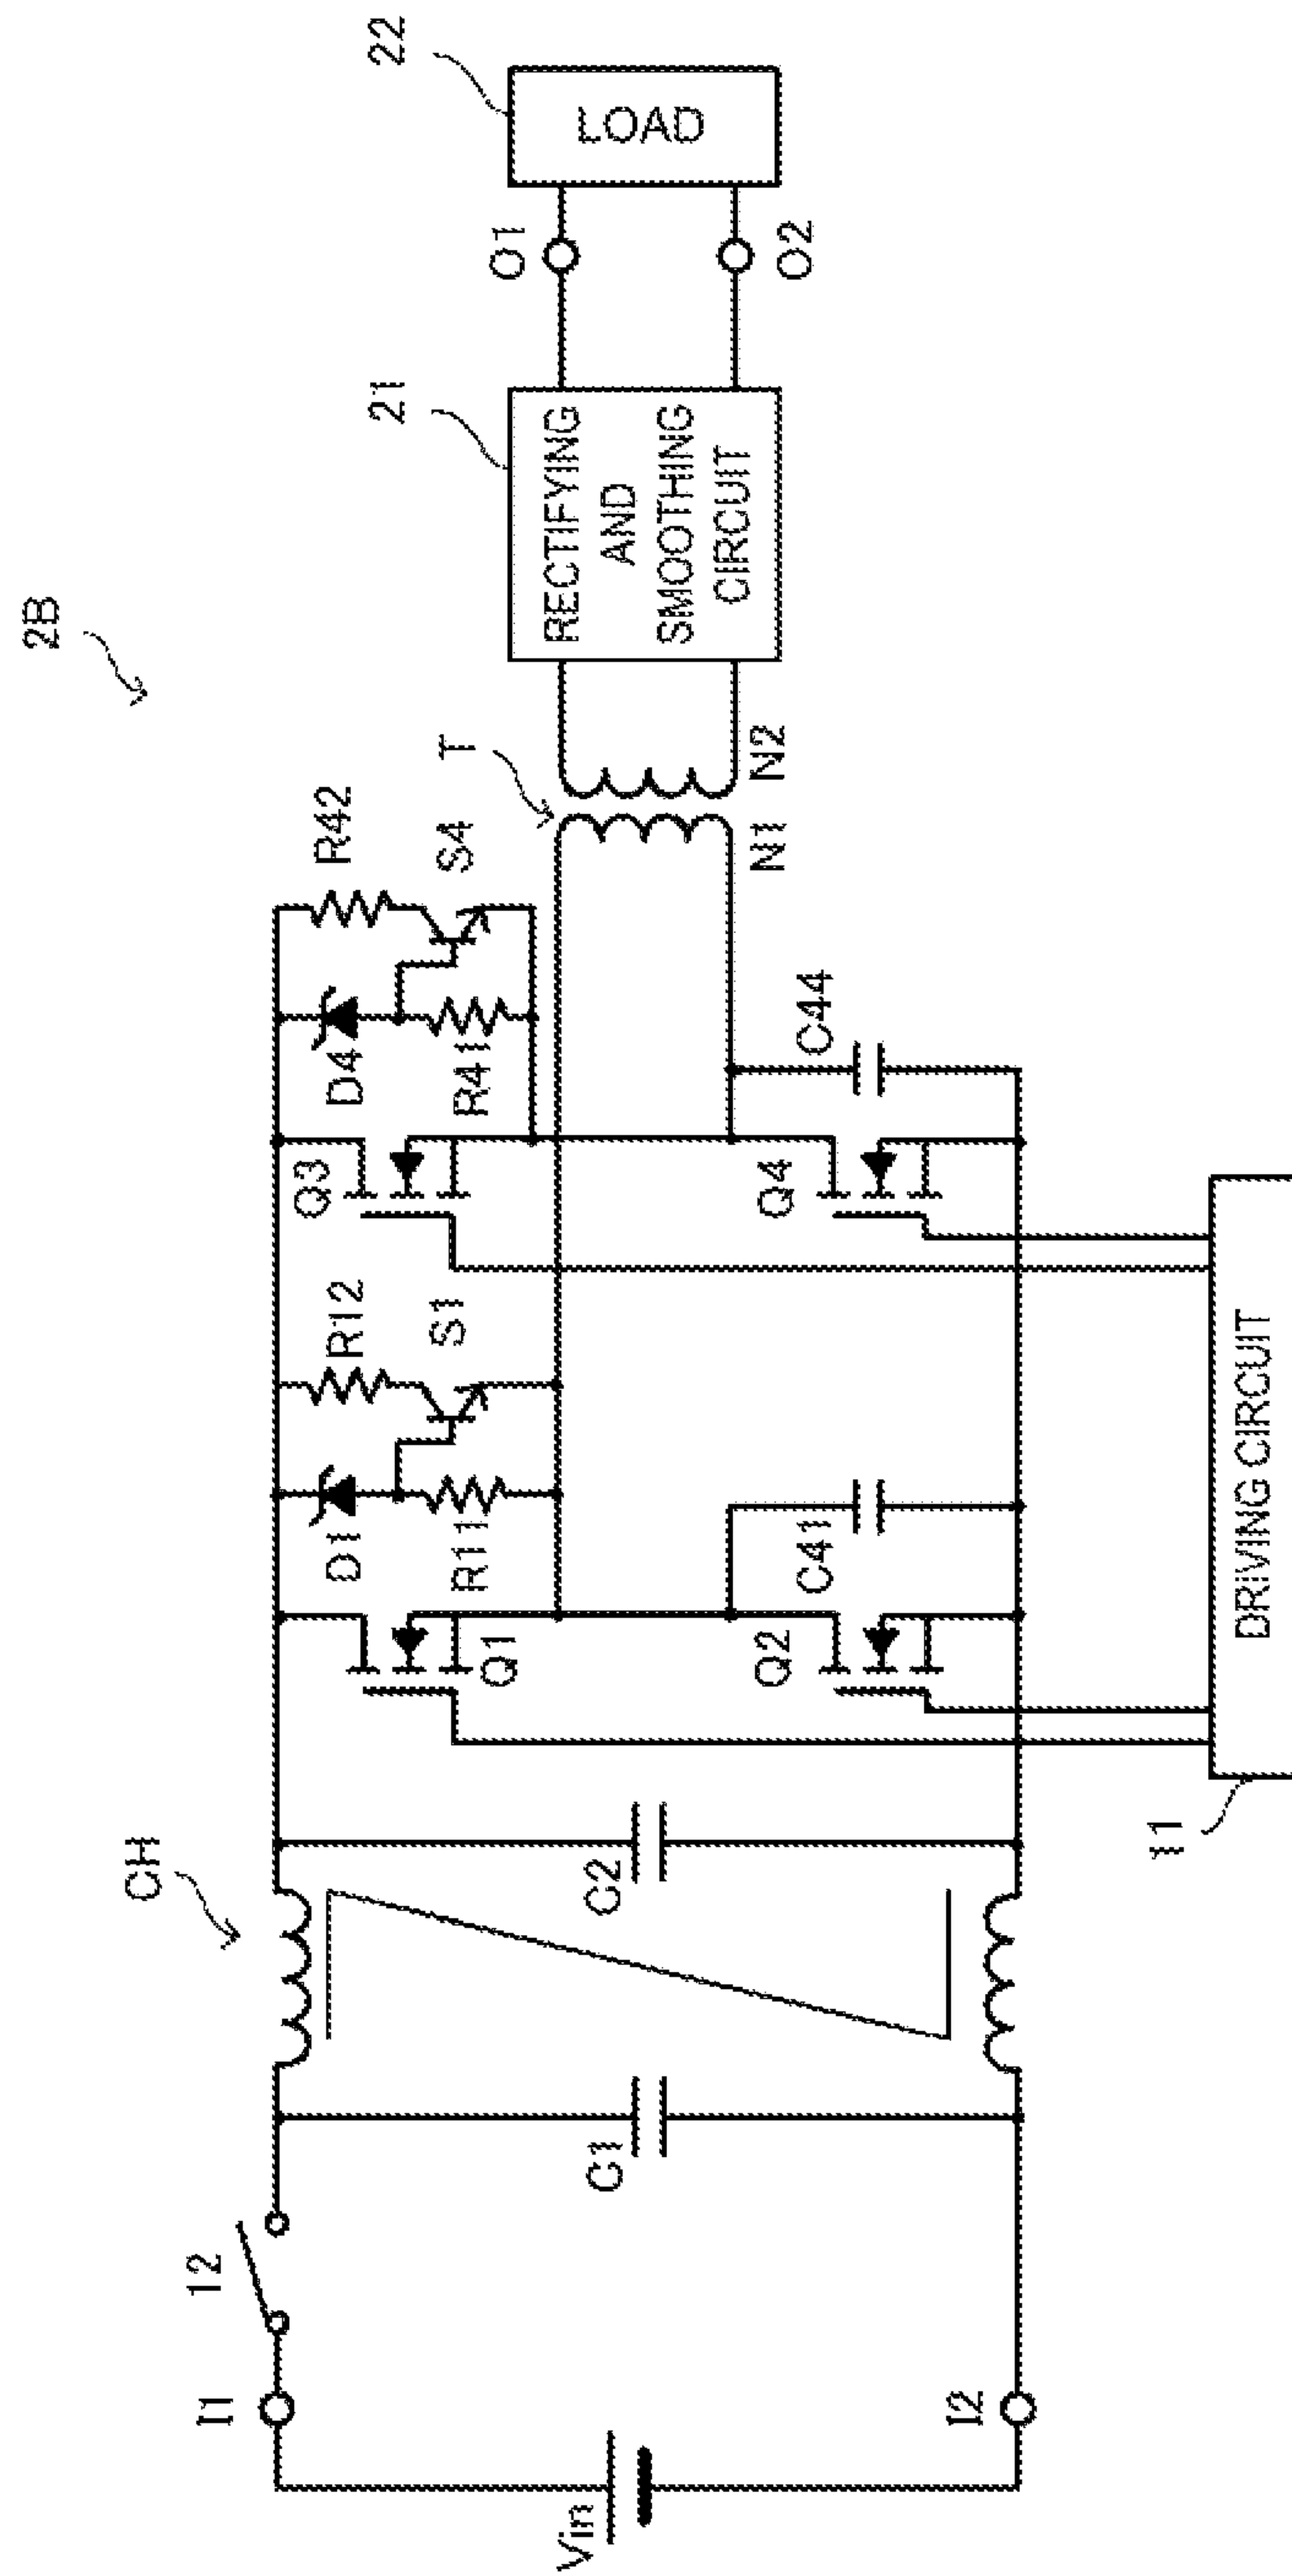 2B
CH
Vin
I1
12
I2
C1
C2
Q1
Q2
D1
R11
R12
S1
C41
Q3
Q4
D4
R41
R42
S4
C44
T
N1
N2
21
RECTIFYING
AND
SMOOTHING
CIRCUIT
O1
O2
22
LOAD
11
DRIVING CIRCUIT